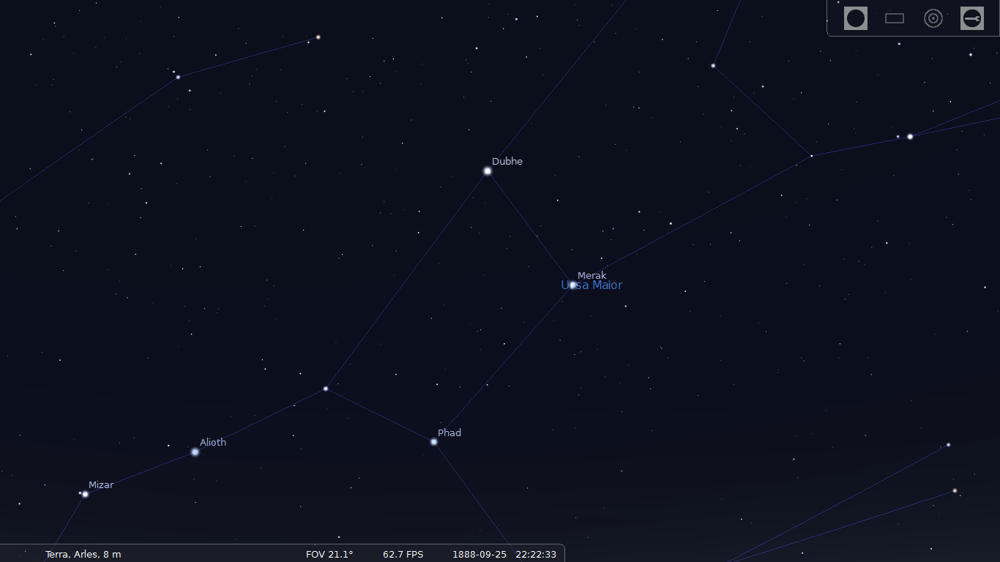 Dubhe
Merak
Ursa Maior
Phad
Alioth
Mizar
Terra, Arles, 8 m FOV 21.1° 62.7 FPS 1888-09-25 22:22:33